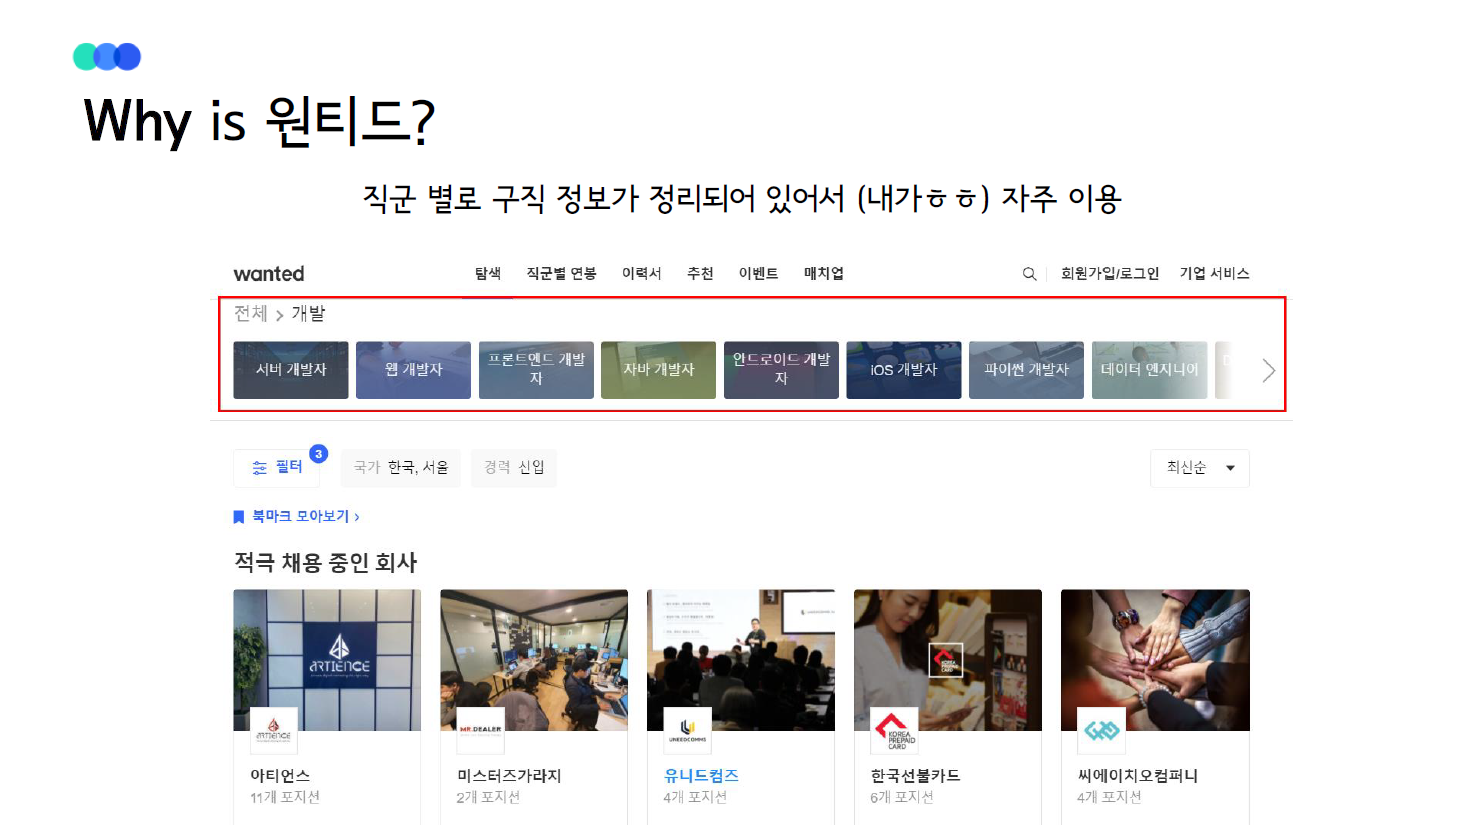 Why is 원티드?
직군 별로 구직 정보가 정리되어 있어서 (내가ㅎㅎ) 자주 이용
wanted 탐색 직군별 연봉 이력서 추천 이벤트 매치업 회원가입/로그인 기업 서비스
전체 > 개발
서버 개발자 웹 개발자 프론트엔드 개발자 자바 개발자 안드로이드 개발자 iOS 개발자 파이썬 개발자 데이터 엔지니어
필터 3 국가 한국, 서울 경력 신입 최신순
북마크 모아보기 >
적극 채용 중인 회사
ARTIENCE
KOREA PREPAID CARD
ARTIENCE MR.DEALER UNEEDCOMMS KOREA PREPAID CARD
아티언스 미스터즈가라지 유니드컴즈 한국선불카드 씨에이치오컴퍼니
11개 포지션 2개 포지션 4개 포지션 6개 포지션 4개 포지션